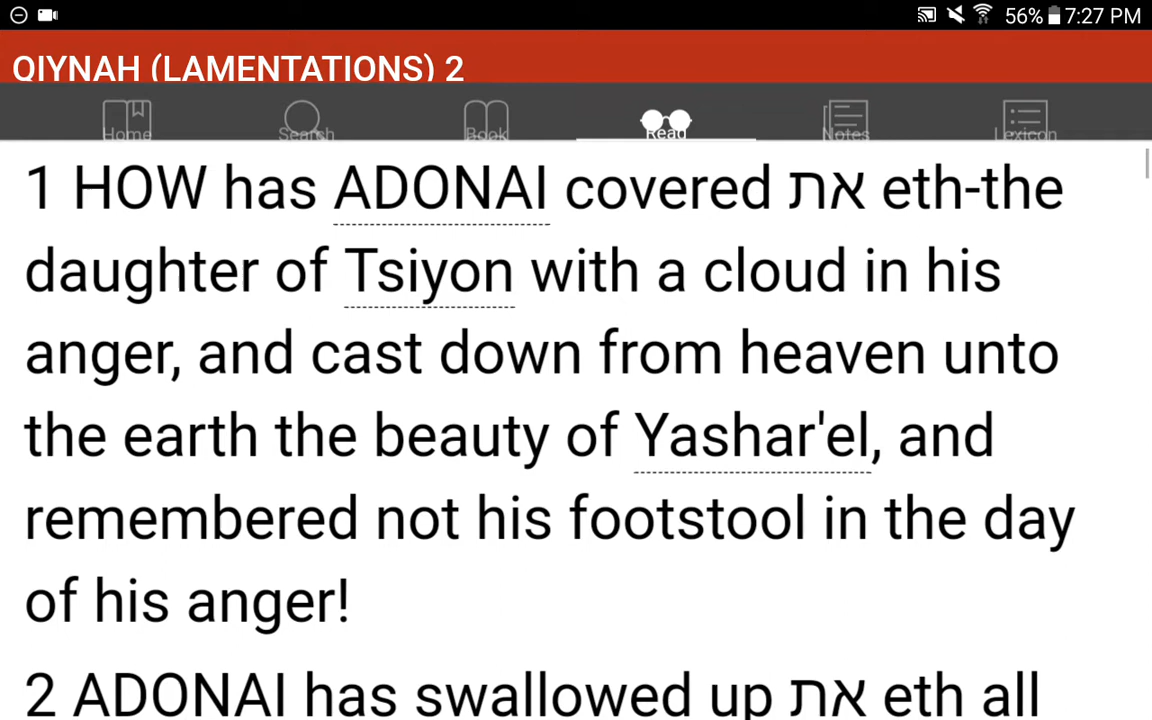 56% 7:27 PM
QIYNAH (LAMENTATIONS) 2
Home Search Book Read Notes Lexicon
1 HOW has ADONAI covered את eth-the
daughter of Tsiyon with a cloud in his
anger, and cast down from heaven unto
the earth the beauty of Yashar'el, and
remembered not his footstool in the day
of his anger!
2 ADONAI has swallowed up את eth all